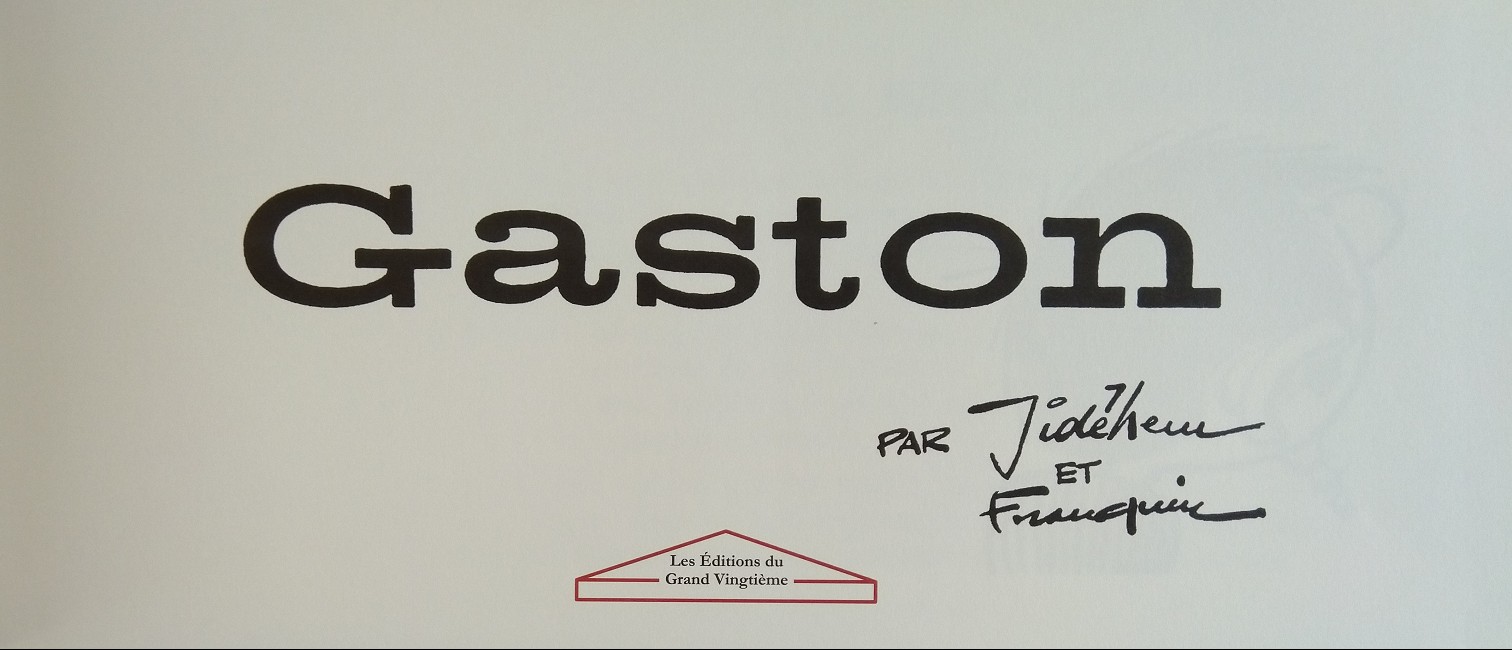 Gaston
PAR Jidéhem
ET
Franquin
Les Éditions du
Grand Vingtième